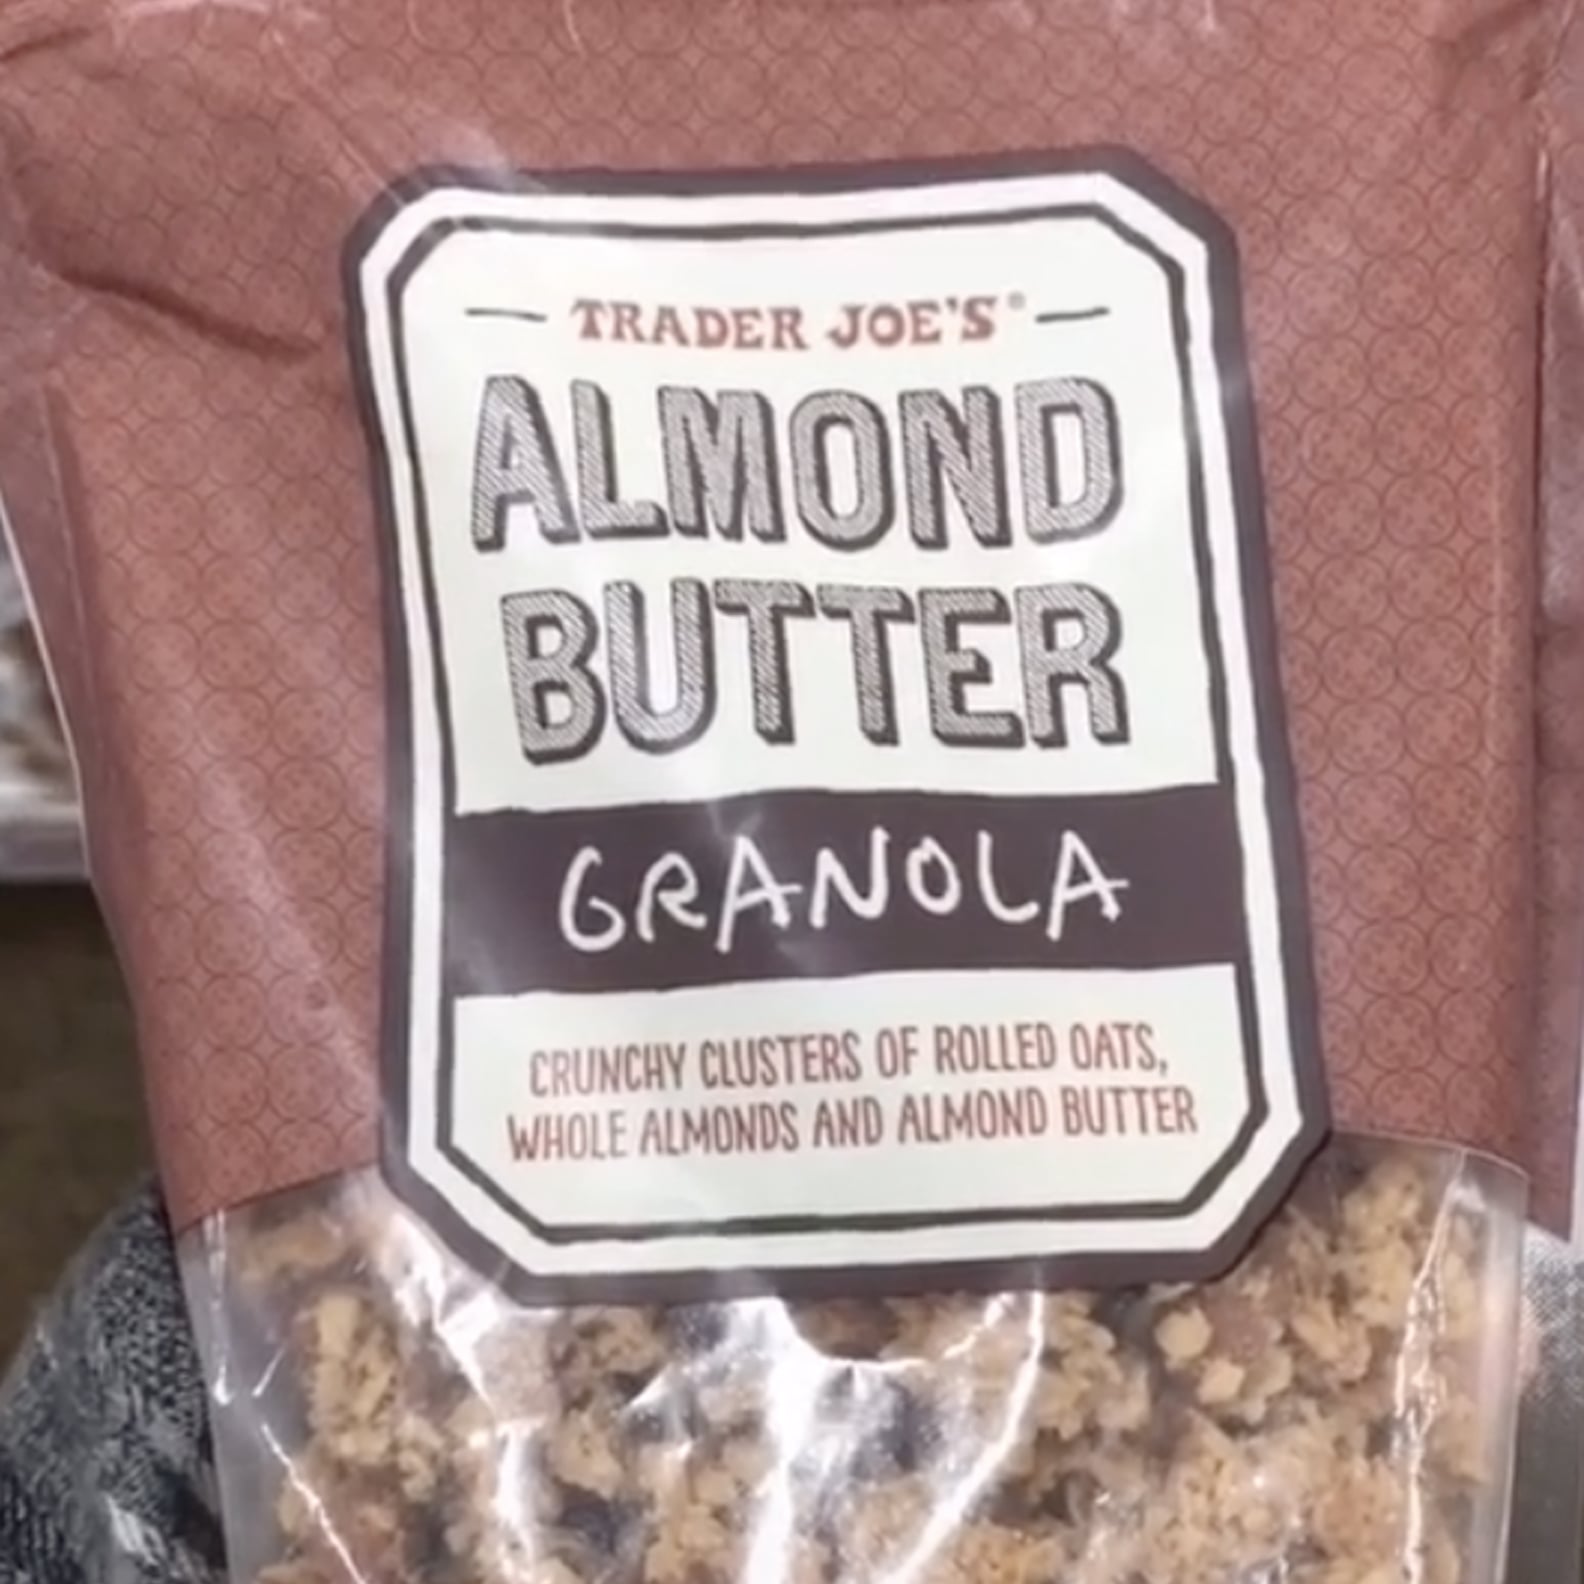 TRADER JOE'S®
ALMOND
BUTTER
GRANOLA
CRUNCHY CLUSTERS OF ROLLED OATS,
WHOLE ALMONDS AND ALMOND BUTTER